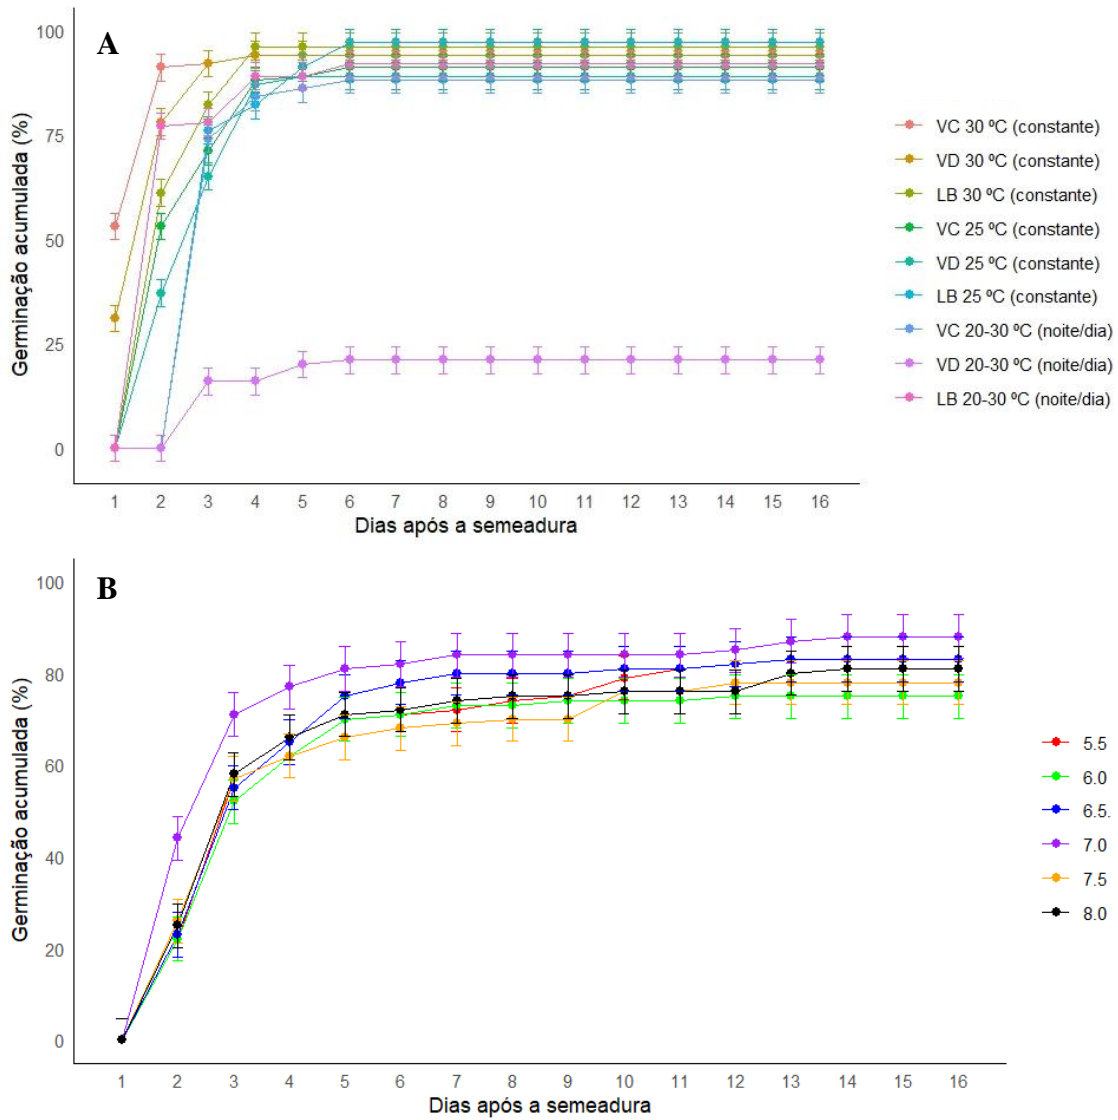 A
Germinação acumulada (%)
100
75
50
25
0
1 2 3 4 5 6 7 8 9 10 11 12 13 14 15 16
Dias após a semeadura
VC 30 ºC (constante)
VD 30 ºC (constante)
LB 30 ºC (constante)
VC 25 ºC (constante)
VD 25 ºC (constante)
LB 25 ºC (constante)
VC 20-30 ºC (noite/dia)
VD 20-30 ºC (noite/dia)
LB 20-30 ºC (noite/dia)
B
Germinação acumulada (%)
100
80
60
40
20
0
1 2 3 4 5 6 7 8 9 10 11 12 13 14 15 16
Dias após a semeadura
5.5
6.0
6.5.
7.0
7.5
8.0